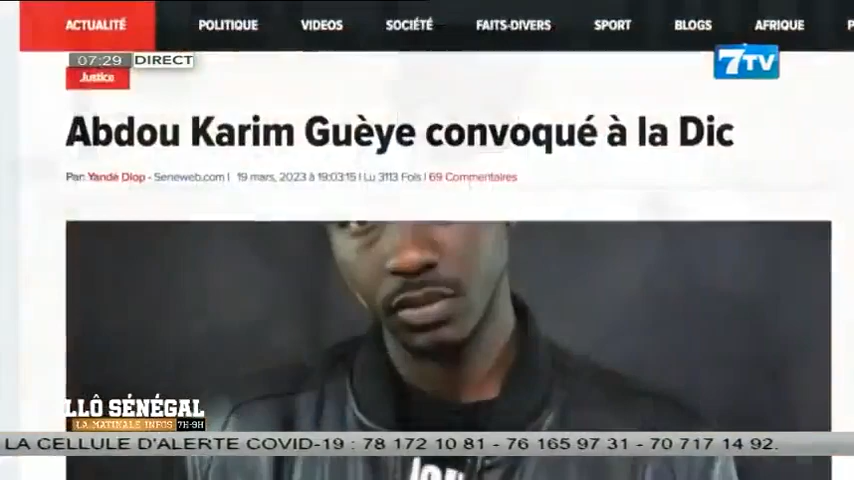 ACTUALITÉ POLITIQUE VIDEOS SOCIÉTÉ FAITS-DIVERS SPORT BLOGS AFRIQUE P
07:29 DIRECT
7TV
Justice
Abdou Karim Guèye convoqué à la Dic
Par: Yandé Diop - Seneweb.com | 19 mars, 2023 à 19:03:15 | Lu 3113 Fois | 69 Commentaires
LLÔ SÉNÉGAL
LA MATINALE INFOS 7H-9H
LA CELLULE D'ALERTE COVID-19 : 78 172 10 81 - 76 165 97 31 - 70 717 14 92.